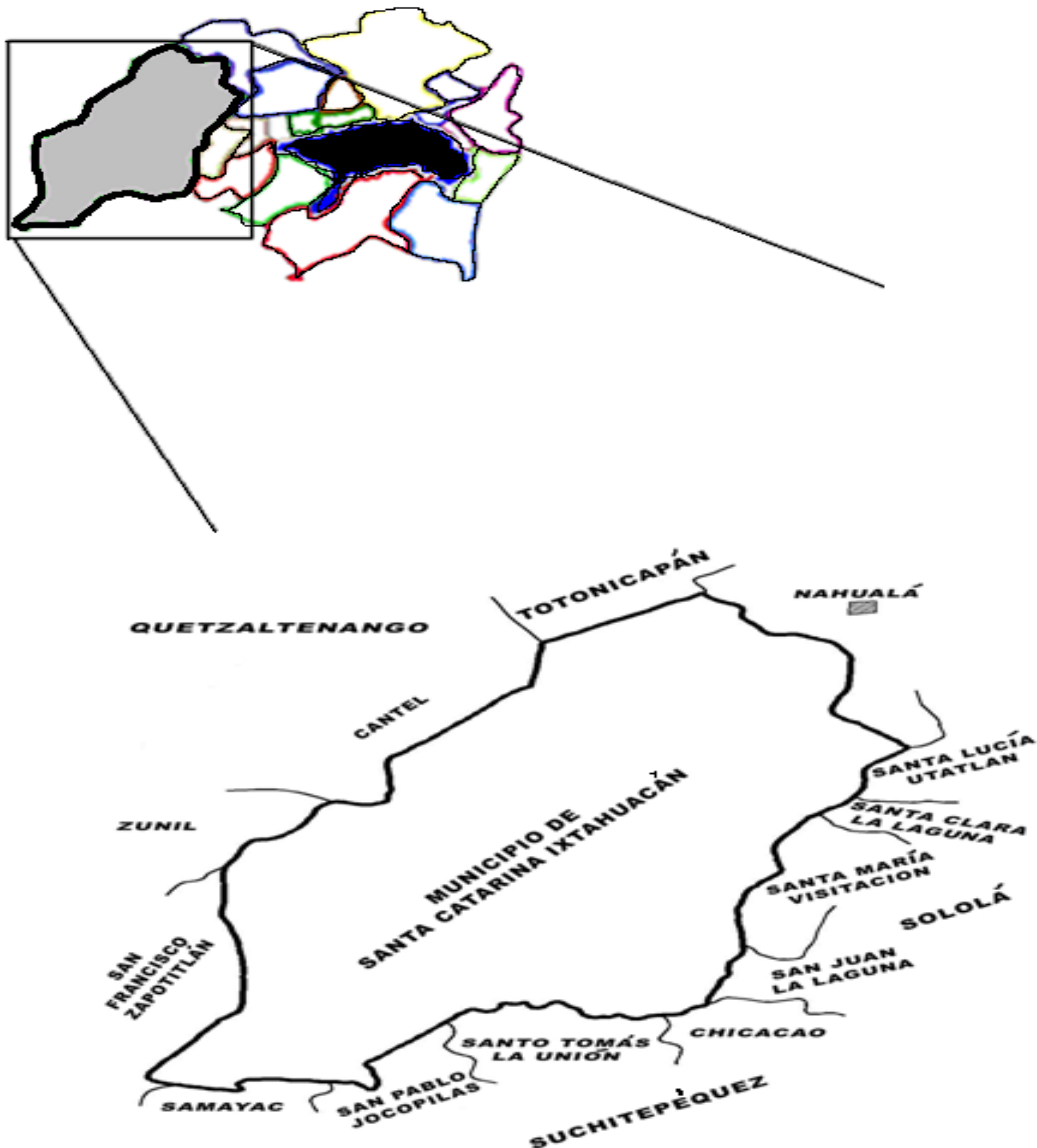 TOTONICAPÁN
NAHUALÁ
QUETZALTENANGO
CANTEL
SANTA LUCÍA
UTATLAN
SANTA CLARA
LA LAGUNA
ZUNIL
MUNICIPIO DE
SANTA CATARINA IXTAHUACÁN
SANTA MARÍA
VISITACION
SOLOLÁ
SAN
FRANCISCO
ZAPOTITLÁN
SAN JUAN
LA LAGUNA
CHICACAO
SANTO TOMÁS
LA UNIÓN
SAN PABLO
JOCOPILAS
SAMAYAC
SUCHITEPÉQUEZ